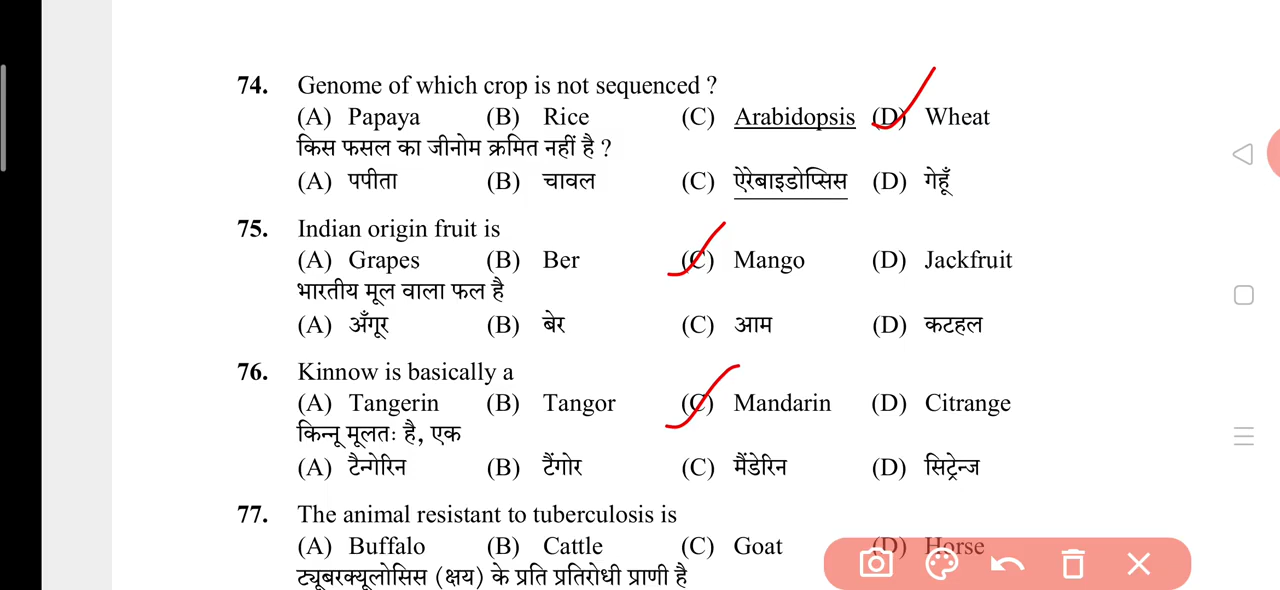 74. Genome of which crop is not sequenced ?
(A) Papaya (B) Rice (C) Arabidopsis (D) Wheat
किस फसल का जीनोम क्रमित नहीं है ?
(A) पपीता (B) चावल (C) ऐरेबाइडोप्सिस (D) गेहूँ
75. Indian origin fruit is
(A) Grapes (B) Ber (C) Mango (D) Jackfruit
भारतीय मूल वाला फल है
(A) अँगूर (B) बेर (C) आम (D) कटहल
76. Kinnow is basically a
(A) Tangerin (B) Tangor (C) Mandarin (D) Citrange
किन्नू मूलतः है, एक
(A) टैन्गेरिन (B) टैंगोर (C) मैंडेरिन (D) सिट्रेन्ज
77. The animal resistant to tuberculosis is
(A) Buffalo (B) Cattle (C) Goat (D) Horse
ट्यूबरक्यूलोसिस (क्षय) के प्रति प्रतिरोधी प्राणी है